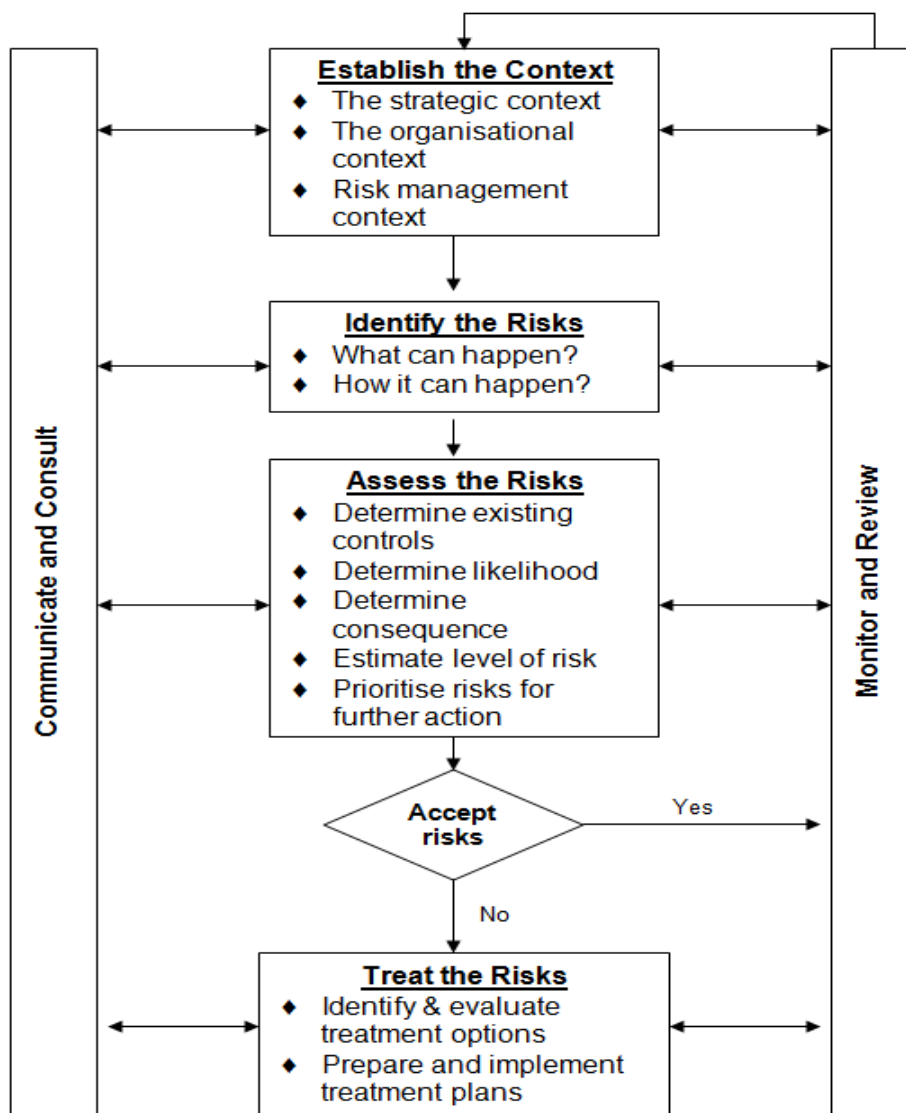 Establish the Context
♦ The strategic context
♦ The organisational
context
♦ Risk management
context
Identify the Risks
♦ What can happen?
♦ How it can happen?
Communicate and Consult
Monitor and Review
Assess the Risks
♦ Determine existing
controls
♦ Determine likelihood
♦ Determine
consequence
♦ Estimate level of risk
♦ Prioritise risks for
further action
Accept
risks
Yes
No
Treat the Risks
♦ Identify & evaluate
treatment options
♦ Prepare and implement
treatment plans